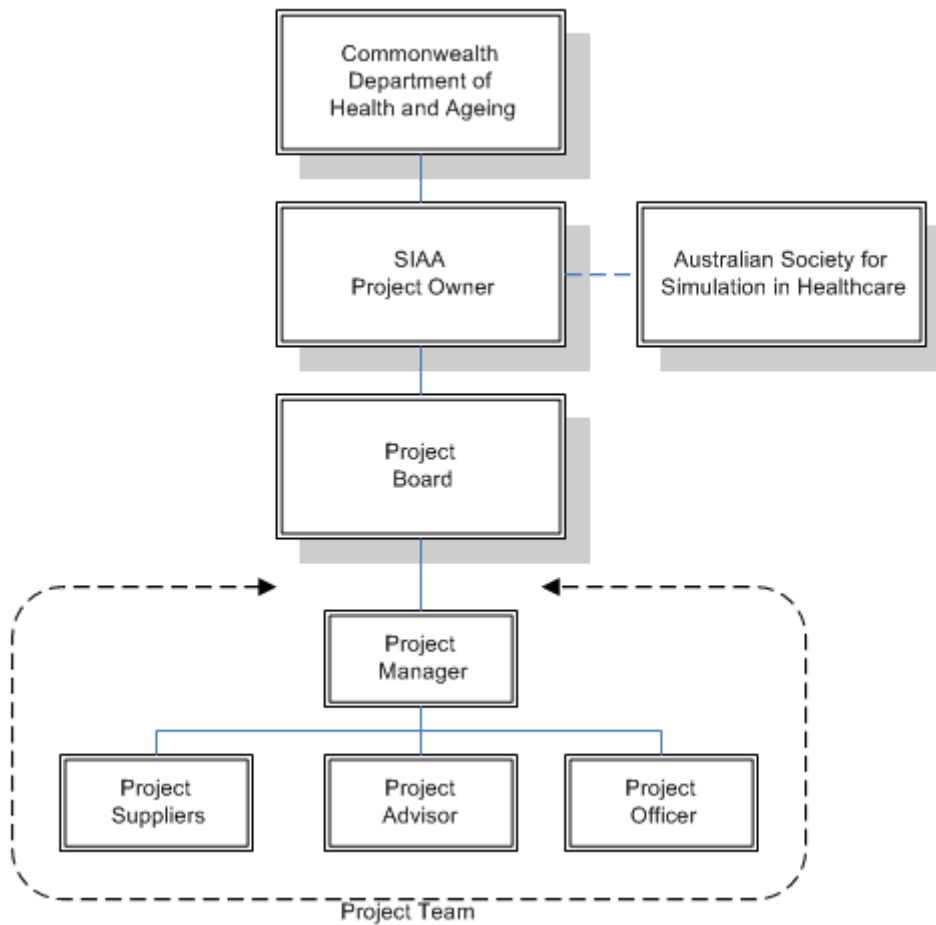 Commonwealth
Department of
Health and Ageing
SIAA
Project Owner
Australian Society for
Simulation in Healthcare
Project
Board
Project
Manager
Project
Suppliers
Project
Advisor
Project
Officer
Project Team